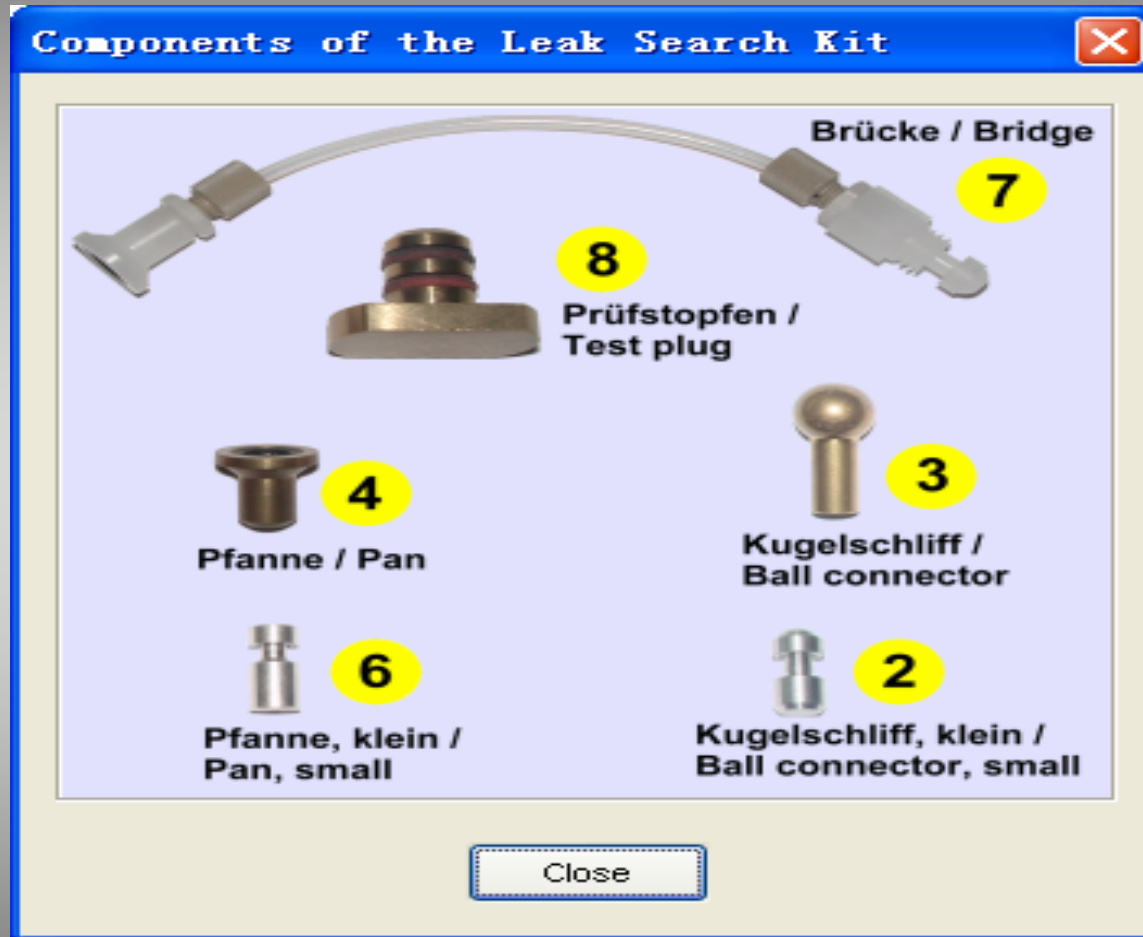 Components of the Leak Search Kit
Brücke / Bridge
7
8
Prüfstopfen /
Test plug
4
Pfanne / Pan
3
Kugelschliff /
Ball connector
6
Pfanne, klein /
Pan, small
2
Kugelschliff, klein /
Ball connector, small
Close